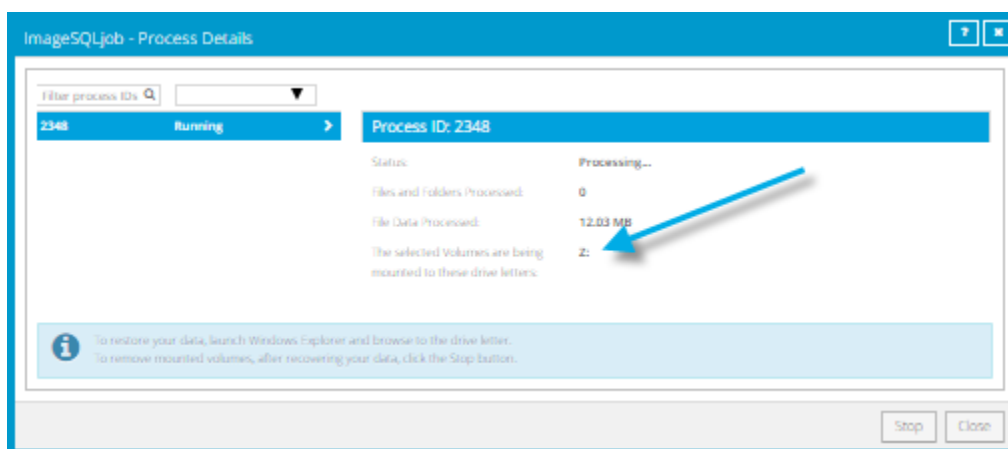 ImageSQLjob - Process Details
? ×
Filter process IDs
2348 Running
Process ID: 2348
Status: Processing...
Files and Folders Processed: 0
File Data Processed: 12.03 MB
The selected Volumes are being Z:
mounted to these drive letters:
To restore your data, launch Windows Explorer and browse to the drive letter.
To remove mounted volumes, after recovering your data, click the Stop button.
Stop Close